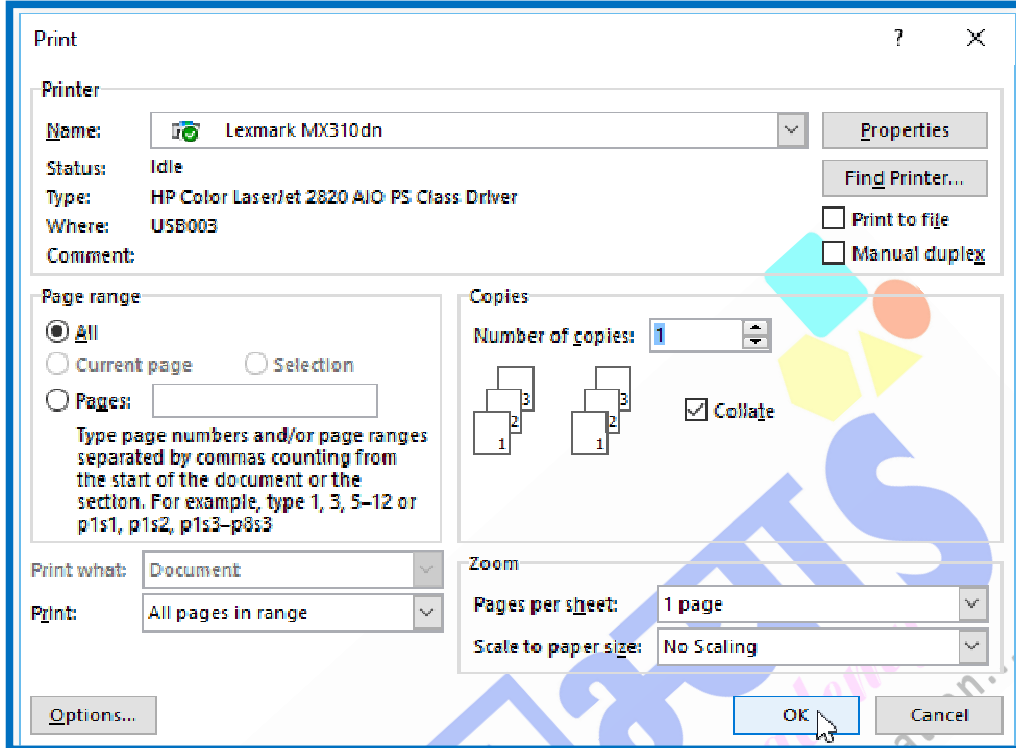 Print ?
Printer
Name: Lexmark MX310dn Properties
Status: Idle
Find Printer...
Type: HP Color LaserJet 2820 AIO PS Class Driver
Where: USB003 Print to file
Comment: Manual duplex
Page range
All
Current page Selection
Pages:
Type page numbers and/or page ranges
separated by commas counting from
the start of the document or the
section. For example, type 1, 3, 5–12 or
p1s1, p1s2, p1s3–p8s3
Copies
Number of copies: 1
3 3
2 2
1 1
Collate
Print what: Document
Print: All pages in range
Zoom
Pages per sheet: 1 page
Scale to paper size: No Scaling
Options... OK Cancel